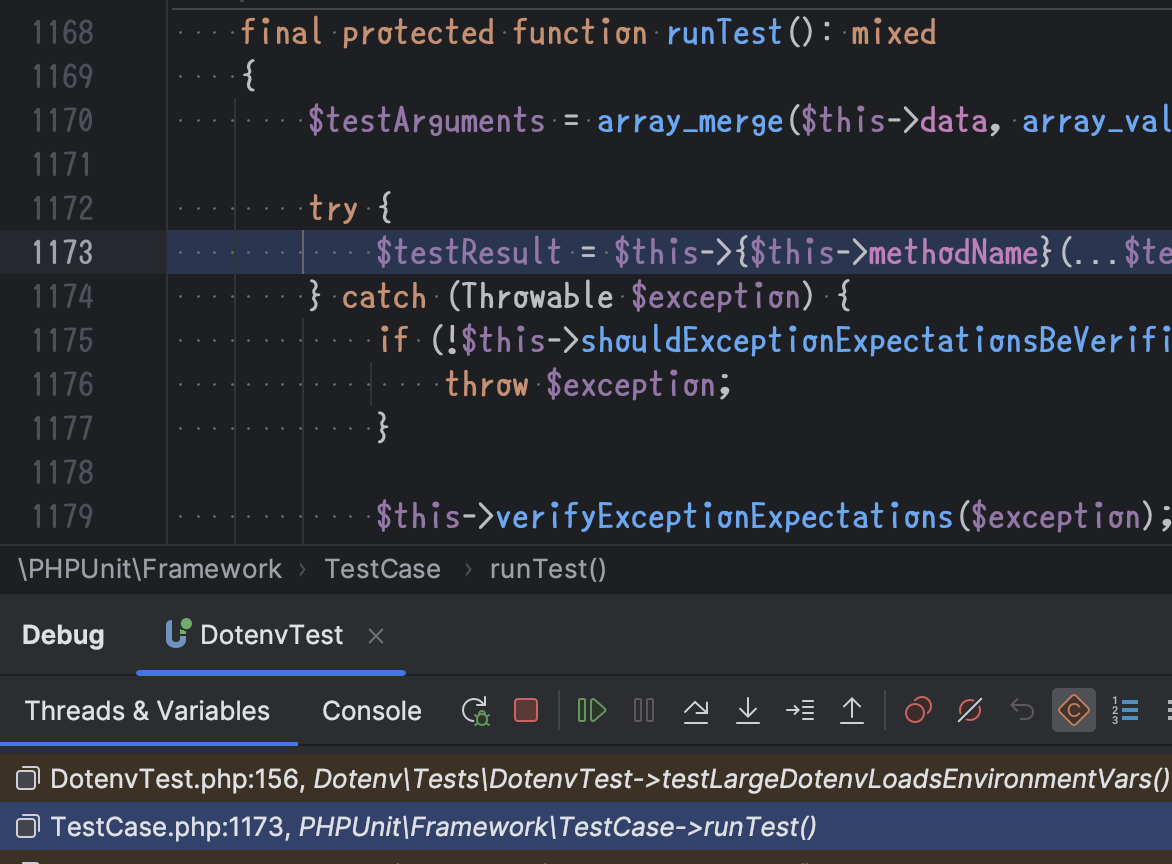 1168 final protected function runTest(): mixed
1169 {
1170 $testArguments = array_merge($this->data, array_val
1171
1172 try {
1173 $testResult = $this->{$this->methodName}(...$te
1174 } catch (Throwable $exception) {
1175 if (!$this->shouldExceptionExpectationsBeVerifi
1176 throw $exception;
1177 }
1178
1179 $this->verifyExceptionExpectations($exception);
\PHPUnit\Framework › TestCase › runTest()
Debug DotenvTest ×
Threads & Variables Console
DotenvTest.php:156, Dotenv\Tests\DotenvTest->testLargeDotenvLoadsEnvironmentVars()
TestCase.php:1173, PHPUnit\Framework\TestCase->runTest()